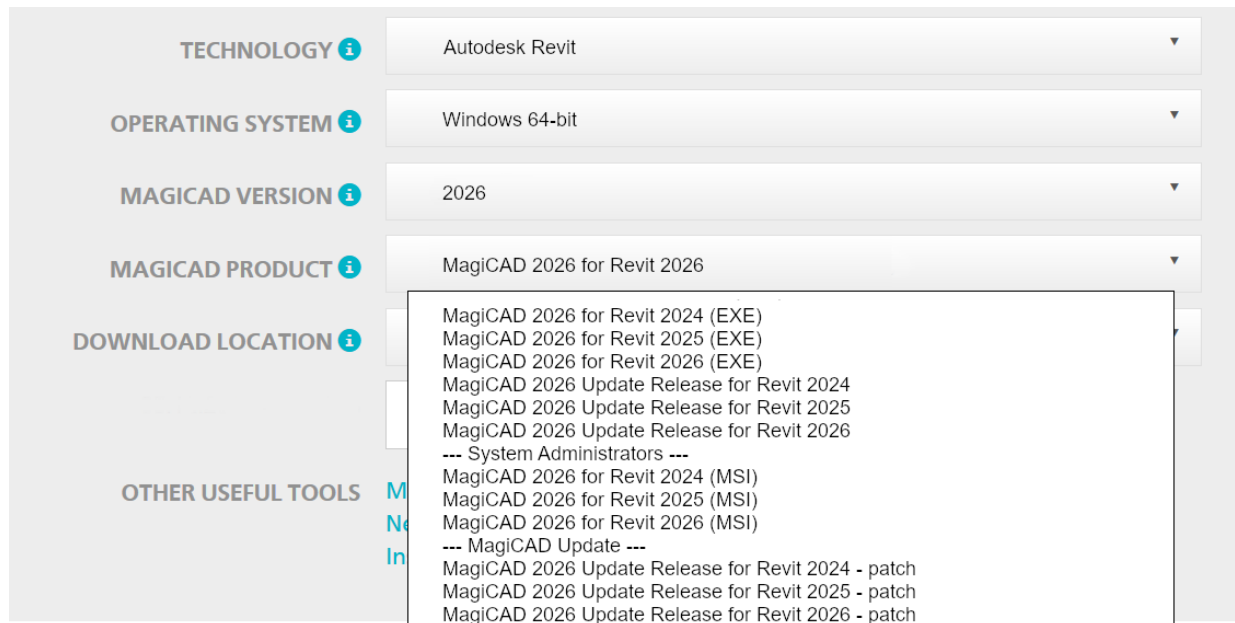 TECHNOLOGY i Autodesk Revit ▼
OPERATING SYSTEM i Windows 64-bit ▼
MAGICAD VERSION i 2026 ▼
MAGICAD PRODUCT i MagiCAD 2026 for Revit 2026 ▼
MagiCAD 2026 for Revit 2024 (EXE)
DOWNLOAD LOCATION i
MagiCAD 2026 for Revit 2025 (EXE)
MagiCAD 2026 for Revit 2026 (EXE)
MagiCAD 2026 Update Release for Revit 2024
MagiCAD 2026 Update Release for Revit 2025
MagiCAD 2026 Update Release for Revit 2026
--- System Administrators ---
MagiCAD 2026 for Revit 2024 (MSI)
OTHER USEFUL TOOLS M
MagiCAD 2026 for Revit 2025 (MSI)
Ne
MagiCAD 2026 for Revit 2026 (MSI)
--- MagiCAD Update ---
In
MagiCAD 2026 Update Release for Revit 2024 - patch
MagiCAD 2026 Update Release for Revit 2025 - patch
MagiCAD 2026 Update Release for Revit 2026 - patch